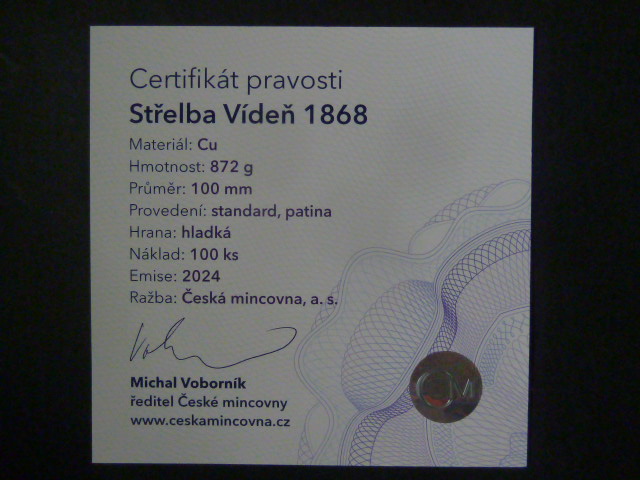 Certifikát pravosti
Střelba Vídeň 1868
Materiál: Cu
Hmotnost: 872 g
Průměr: 100 mm
Provedení: standard, patina
Hrana: hladká
Náklad: 100 ks
Emise: 2024
Ražba: Česká mincovna, a. s.
Michal Voborník
ředitel České mincovny
www.ceskamincovna.cz
ČM